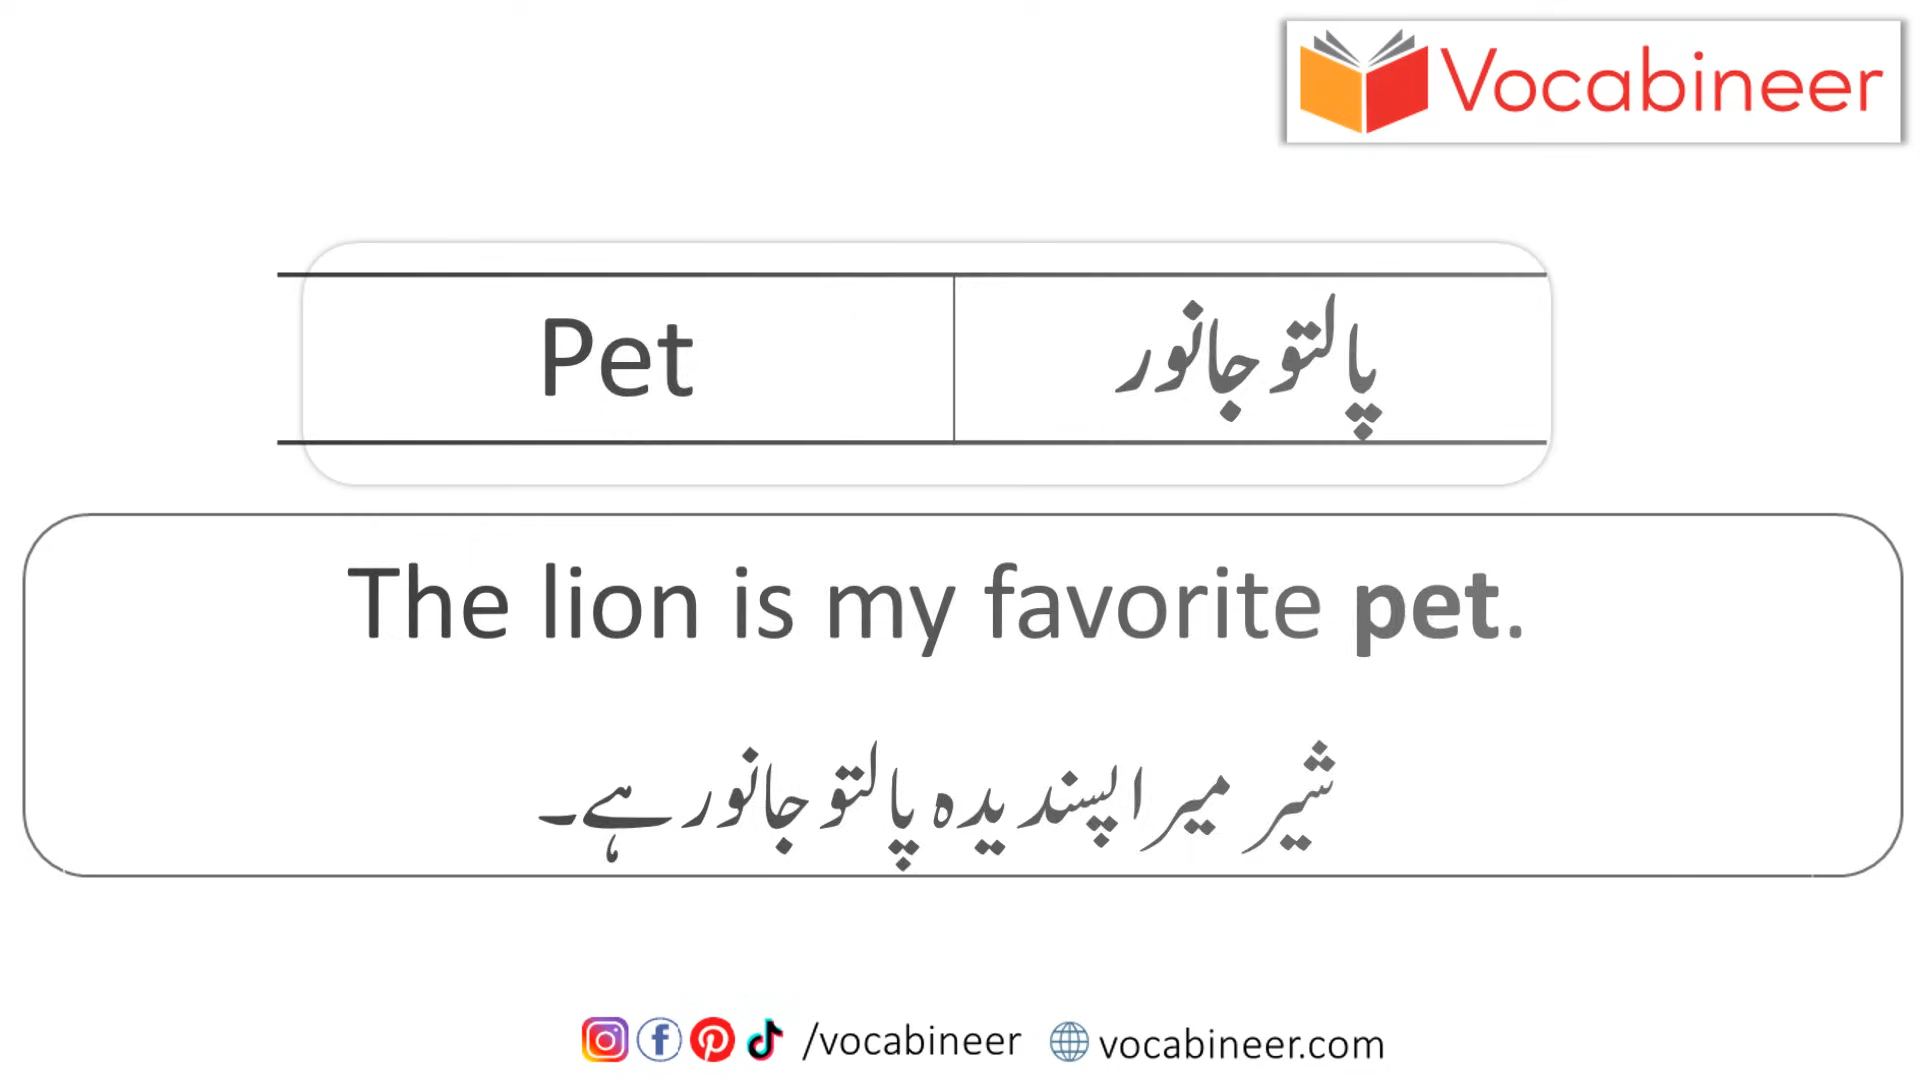 Vocabineer
Pet
پالتو جانور
The lion is my favorite pet.
شیر میرا پسندیدہ پالتو جانور ہے۔
/vocabineer vocabineer.com